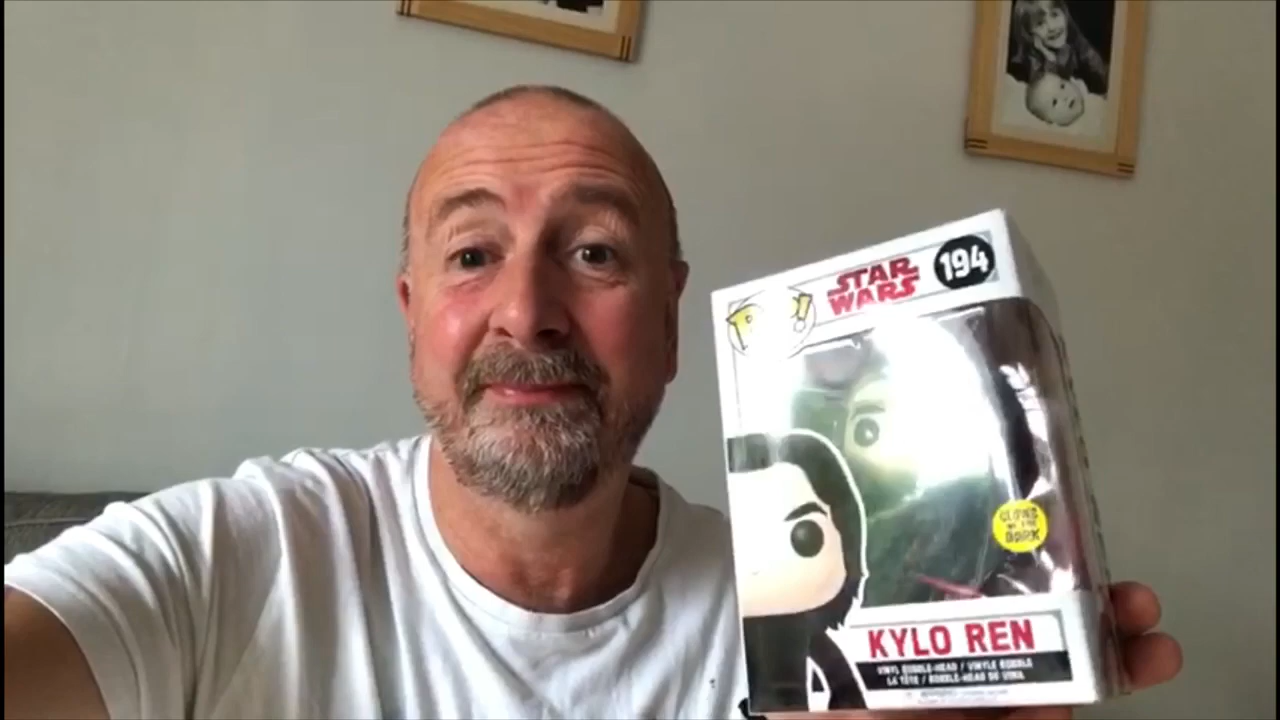 POP!
STAR
WARS
194
GLOWS
IN THE
DARK
KYLO REN
VINYL BOBBLE-HEAD / VINYLE BOBBLE
LA TÊTE / BOBBLE-HEAD DE VINIL